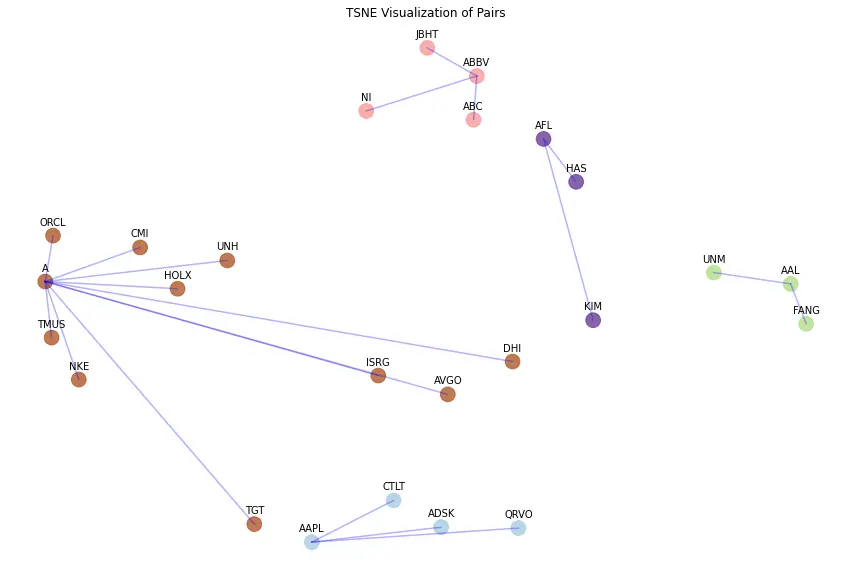 TSNE Visualization of Pairs
JBHT
ABBV
NI
ABC
AFL
HAS
ORCL
CMI
UNH
UNM
A
HOLX
AAL
TMUS
KIM
FANG
NKE
ISRG
DHI
AVGO
CTLT
TGT
AAPL
ADSK
QRVO